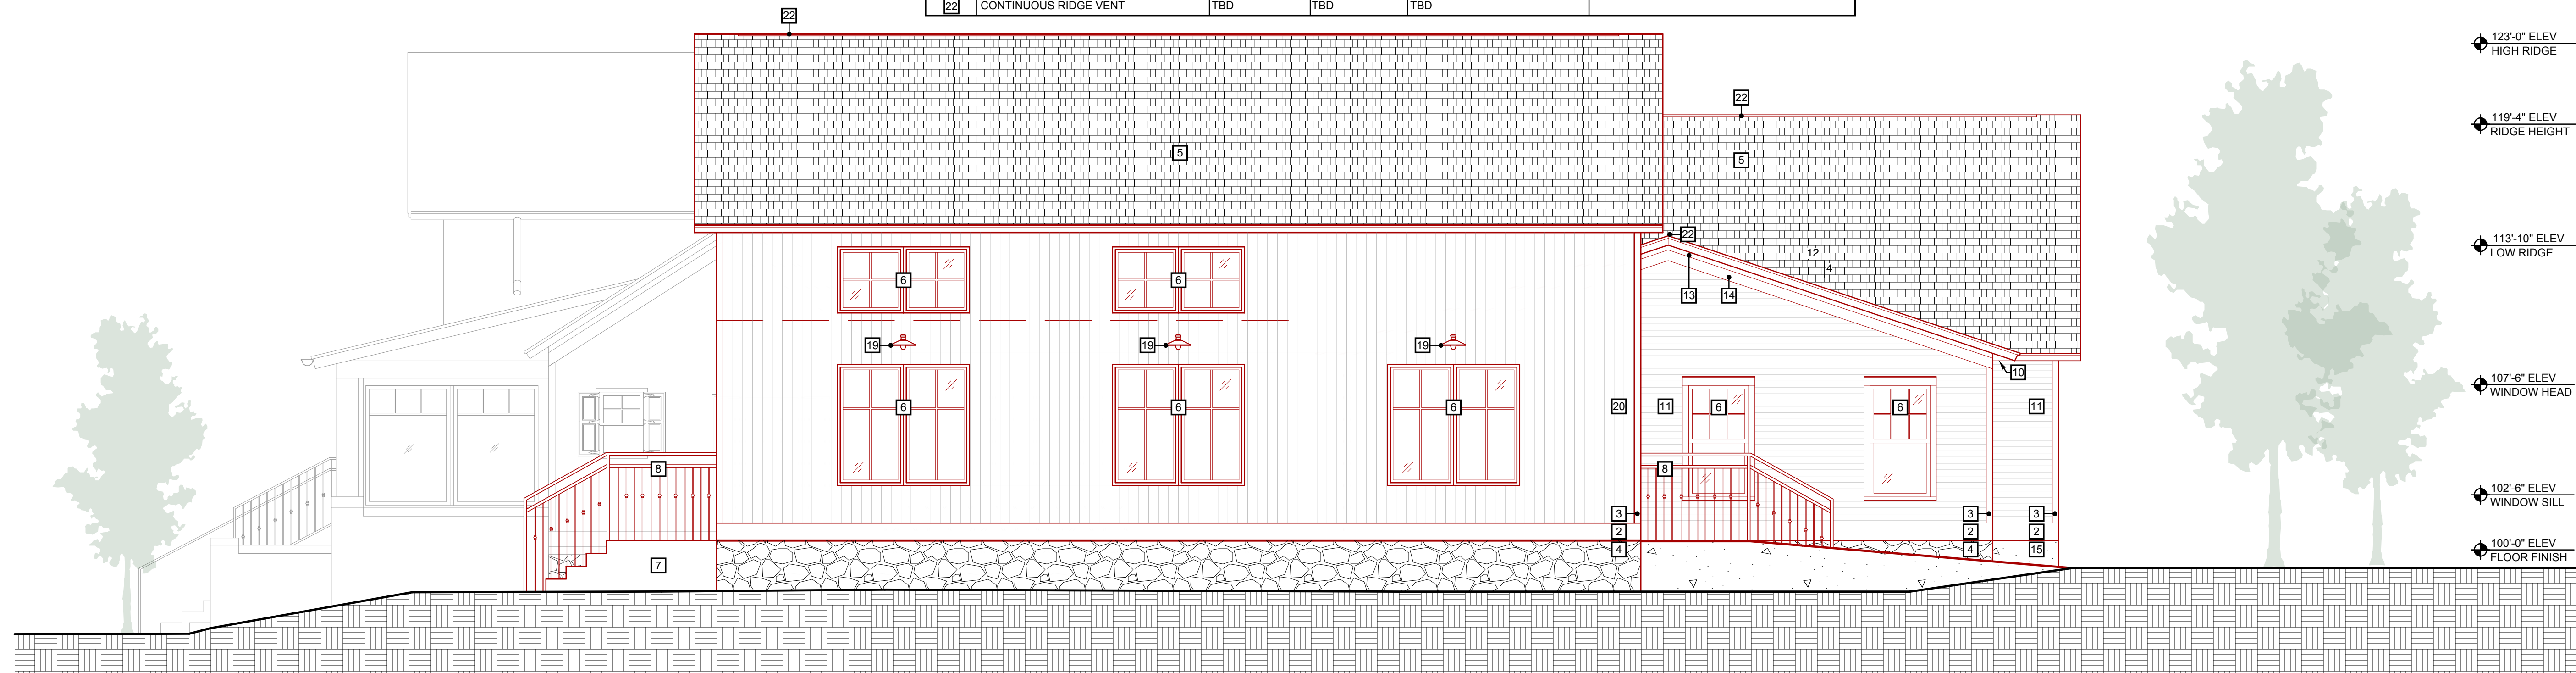 22 CONTINUOUS RIDGE VENT TBD TBD TBD
22
123'-0" ELEV
HIGH RIDGE
22
119'-4" ELEV
RIDGE HEIGHT
5
5
22
113'-10" ELEV
LOW RIDGE
12
4
6
6
13
14
19
19
19
10
107'-6" ELEV
WINDOW HEAD
6
6
6
20
11
6
6
11
8
8
102'-6" ELEV
WINDOW SILL
3
3
3
2
2
2
4
4
15
100'-0" ELEV
FLOOR FINISH
7